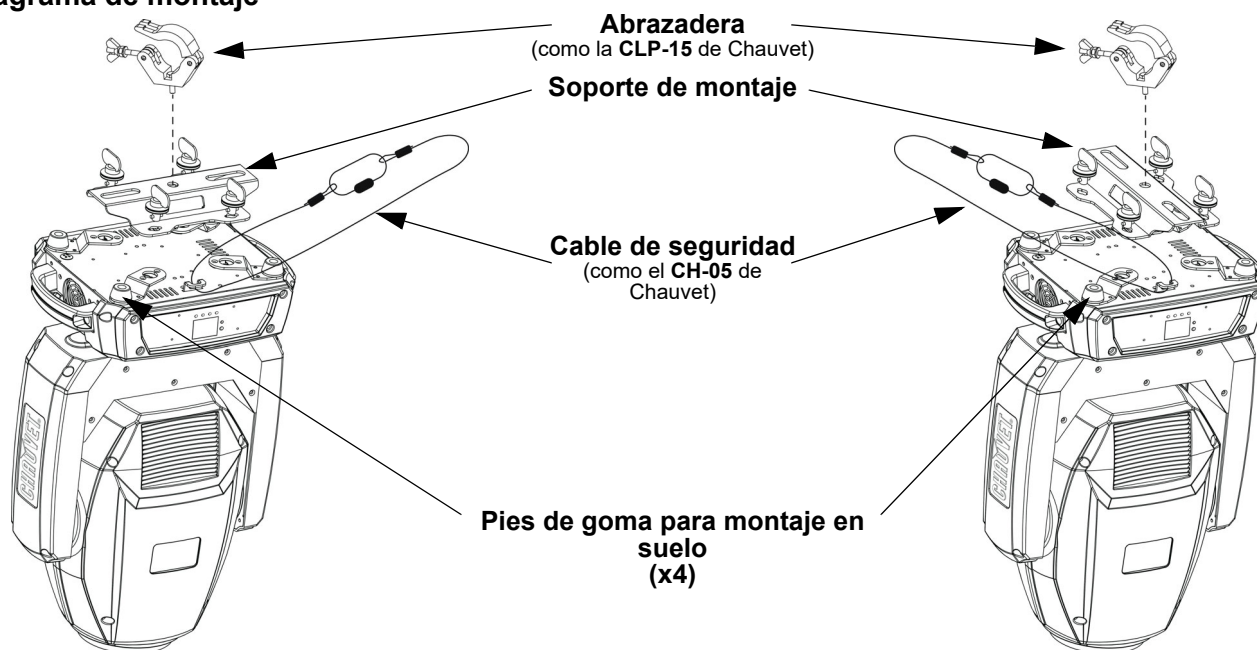 agrama de montaje
Abrazadera
(como la CLP-15 de Chauvet)
Soporte de montaje
Cable de seguridad
(como el CH-05 de
Chauvet)
Pies de goma para montaje en
suelo
(x4)
CHAUVET
CHAUVET